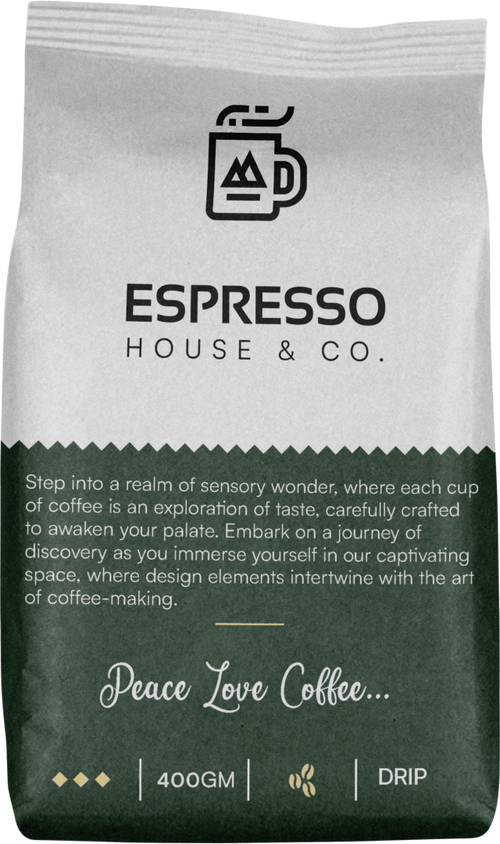 ESPRESSO
HOUSE & CO.
Step into a realm of sensory wonder, where each cup
of coffee is an exploration of taste, carefully crafted
to awaken your palate. Embark on a journey of
discovery as you immerse yourself in our captivating
space, where design elements intertwine with the art
of coffee-making.
Peace Love Coffee...
400GM
DRIP